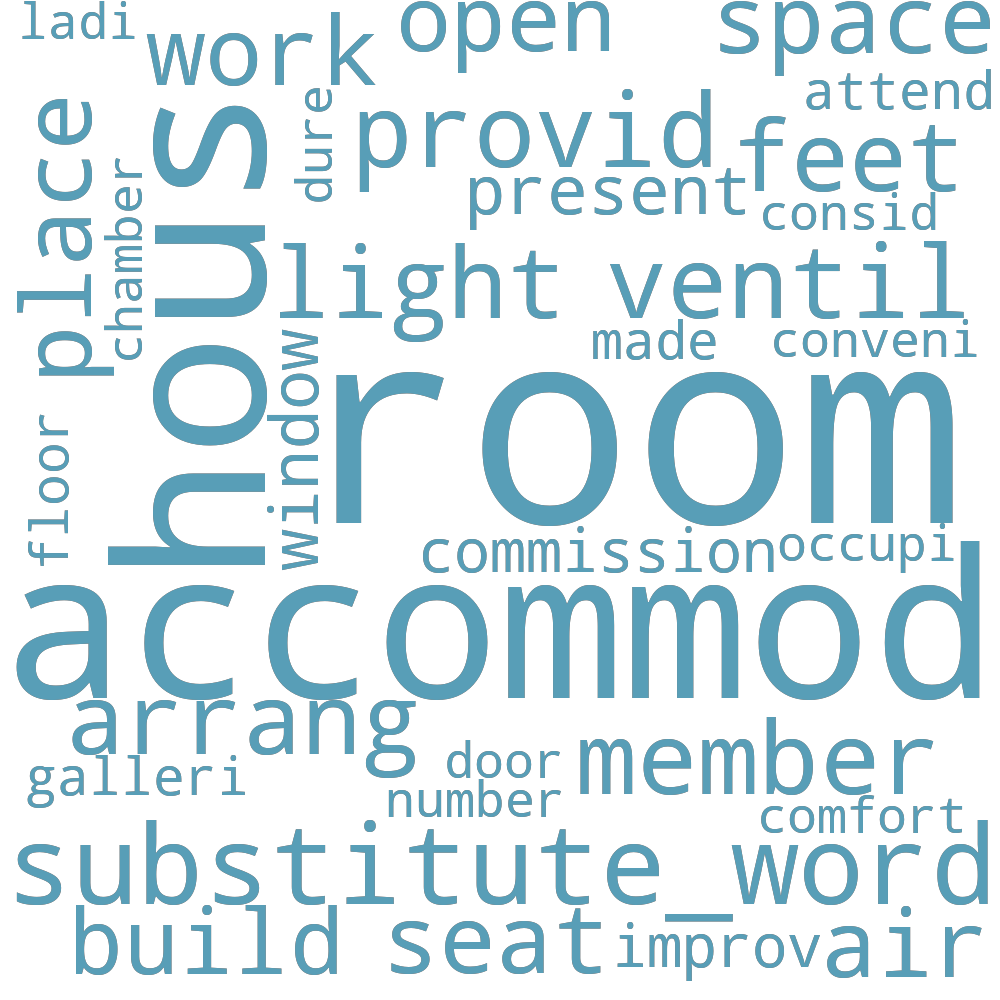 ladi
work
open
space
attend
place
hous
dure
provid
feet
chamber
present
consid
light
ventil
window
made
conveni
room
floor
commission
occupi
accommod
arrang
member
door
galleri
number
comfort
substitute_word
build
seat
improv
air